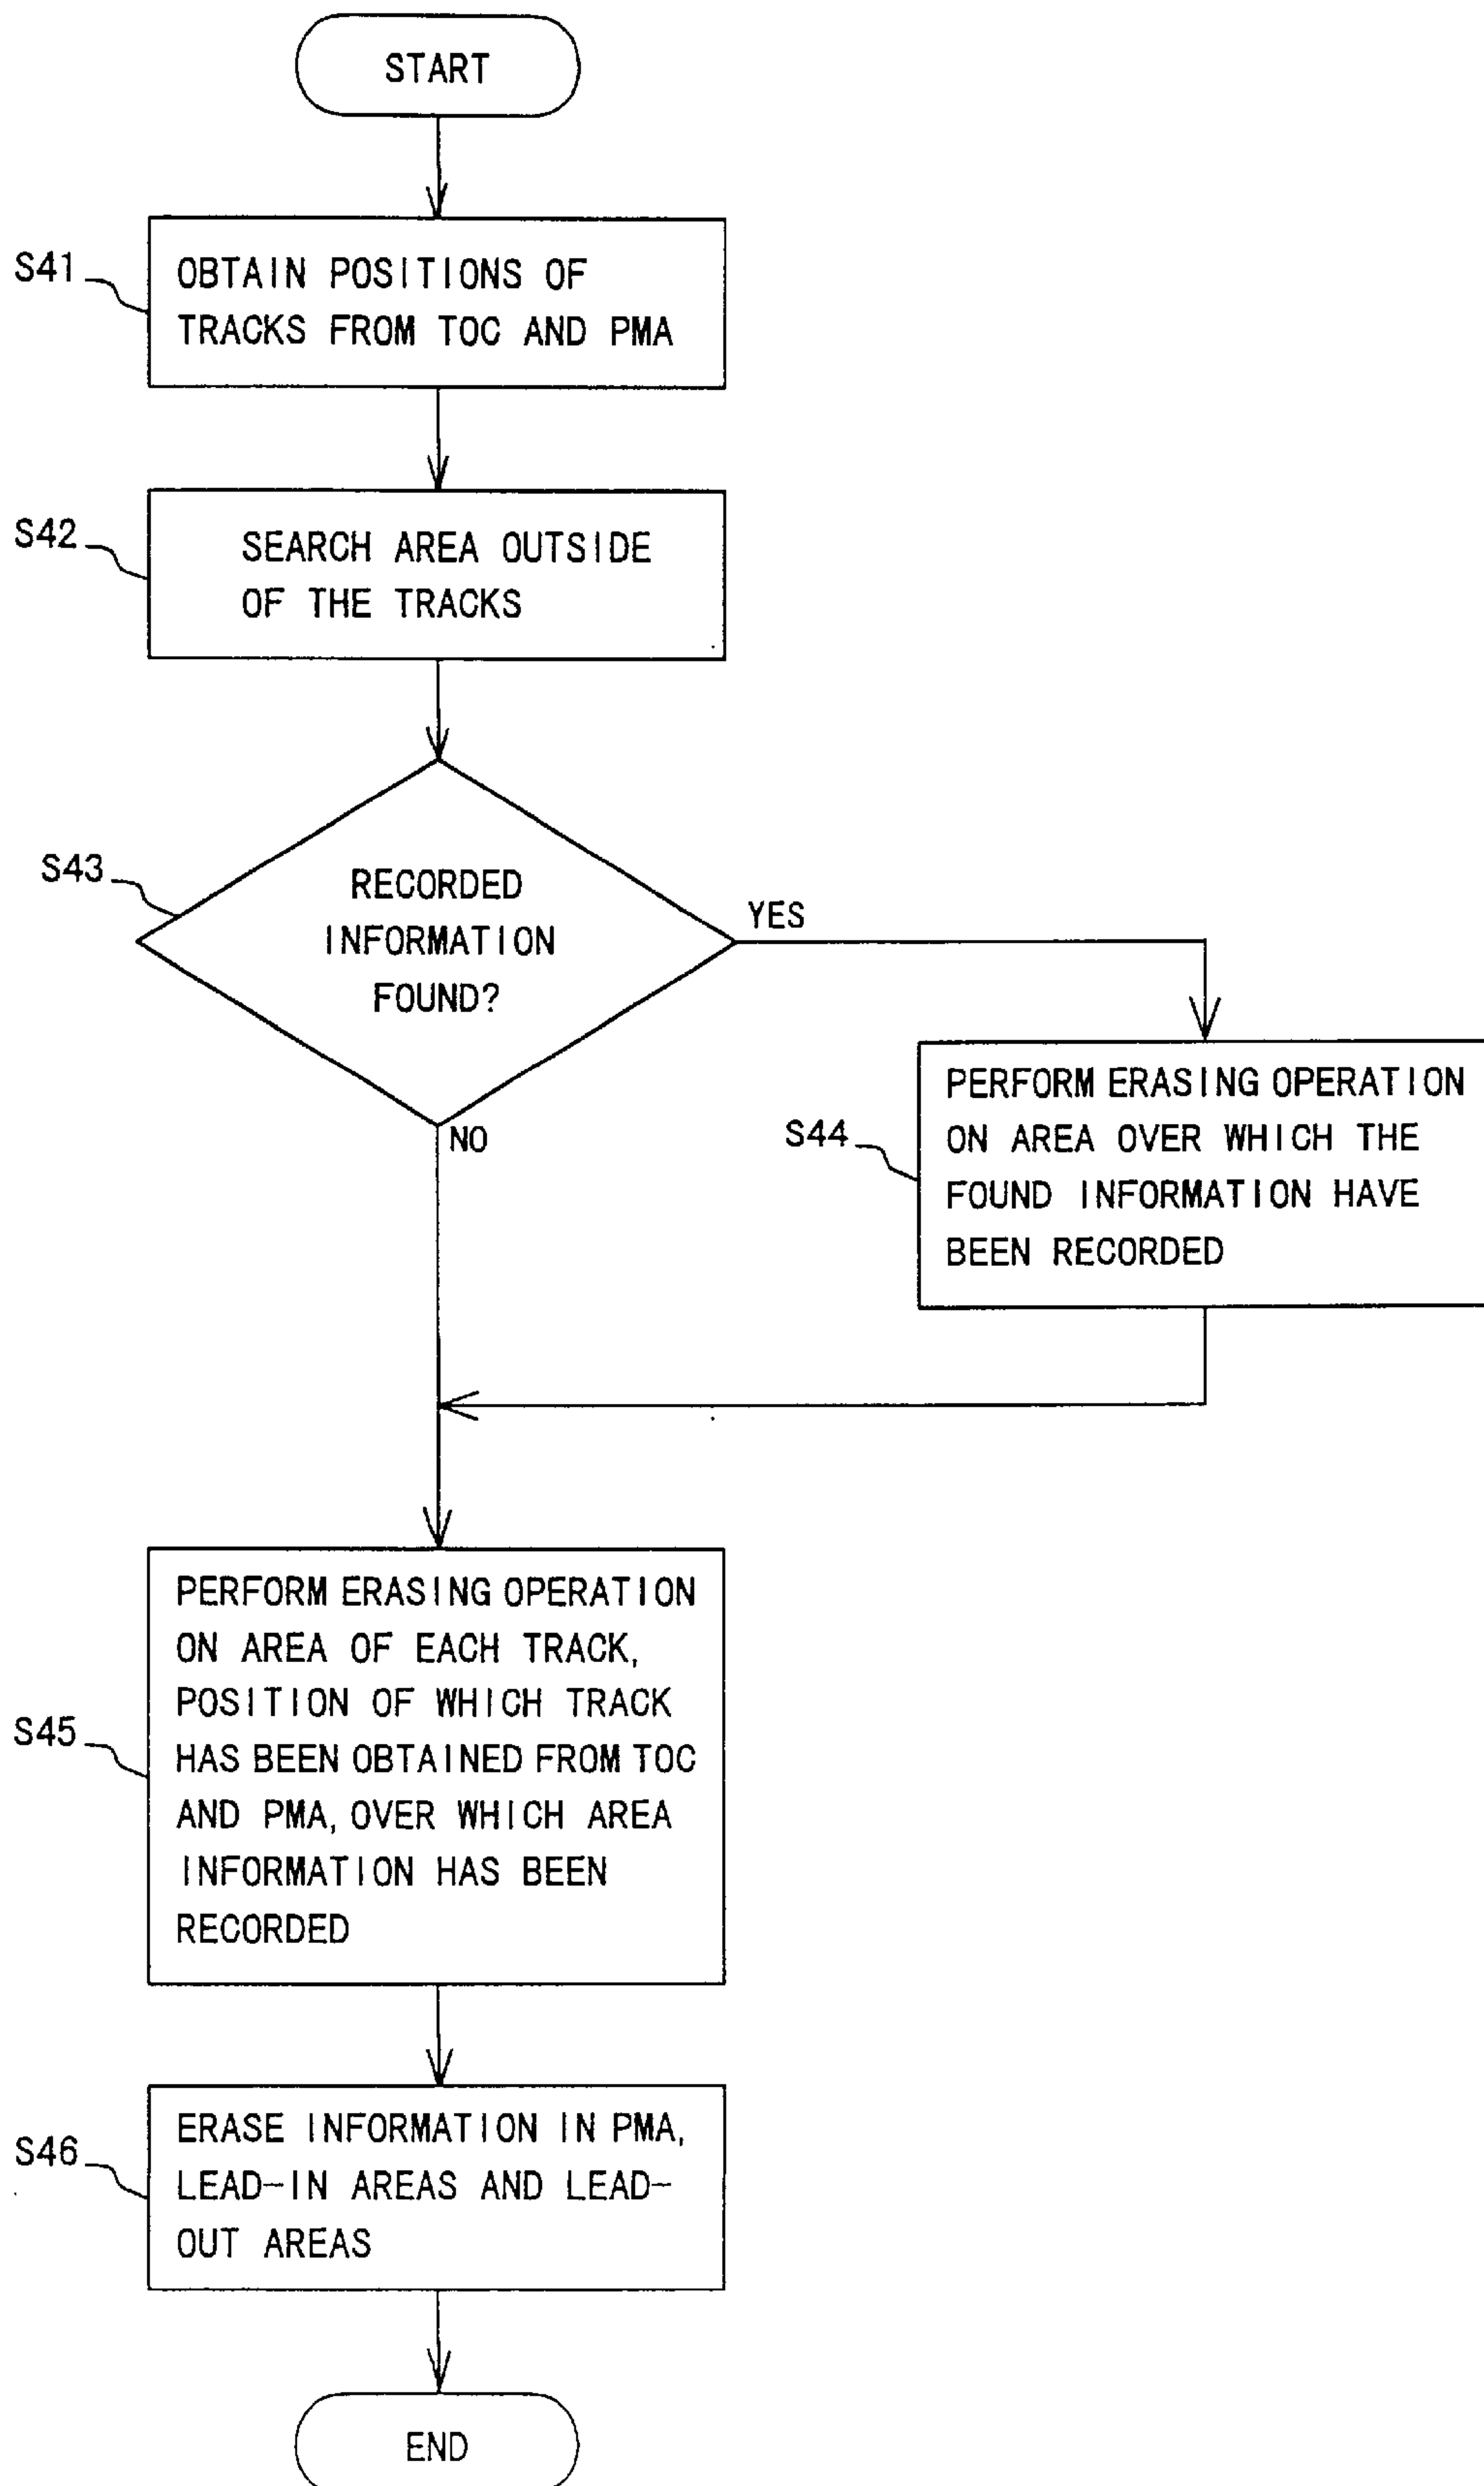 START
S41
OBTAIN POSITIONS OF
TRACKS FROM TOC AND PMA
S42
SEARCH AREA OUTSIDE
OF THE TRACKS
S43
RECORDED
INFORMATION
FOUND?
YES
NO
S44
PERFORM ERASING OPERATION
ON AREA OVER WHICH THE
FOUND INFORMATION HAVE
BEEN RECORDED
S45
PERFORM ERASING OPERATION
ON AREA OF EACH TRACK,
POSITION OF WHICH TRACK
HAS BEEN OBTAINED FROM TOC
AND PMA, OVER WHICH AREA
INFORMATION HAS BEEN
RECORDED
S46
ERASE INFORMATION IN PMA,
LEAD-IN AREAS AND LEAD-
OUT AREAS
END